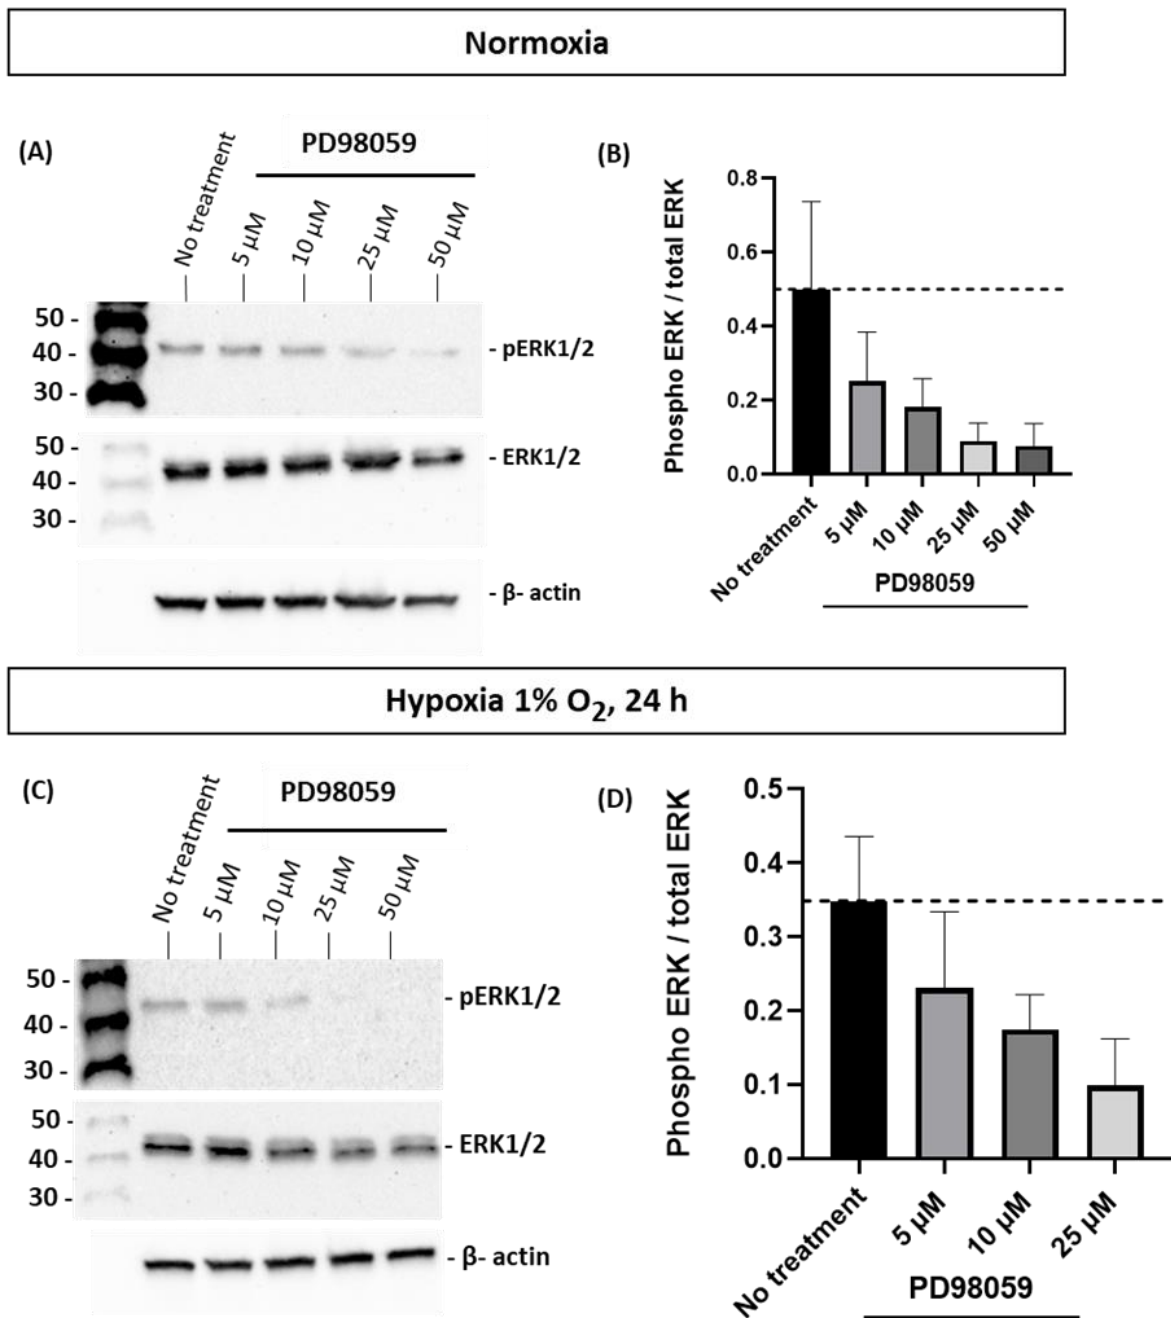 Normoxia
(A)
PD98059
No treatment
5 µM
10 µM
25 µM
50 µM
50 -
40 -
30 -
- pERK1/2
50 -
40 -
30 -
- ERK1/2
- β- actin
(B)
Phospho ERK / total ERK
0.8
0.6
0.4
0.2
0.0
No treatment
5 µM
10 µM
25 µM
50 µM
PD98059
Hypoxia 1% O₂, 24 h
(C)
PD98059
No treatment
5 µM
10 µM
25 µM
50 µM
50 -
40 -
30 -
- pERK1/2
50 -
40 -
30 -
- ERK1/2
- β- actin
(D)
Phospho ERK / total ERK
0.5
0.4
0.3
0.2
0.1
0.0
No treatment
5 µM
10 µM
25 µM
PD98059